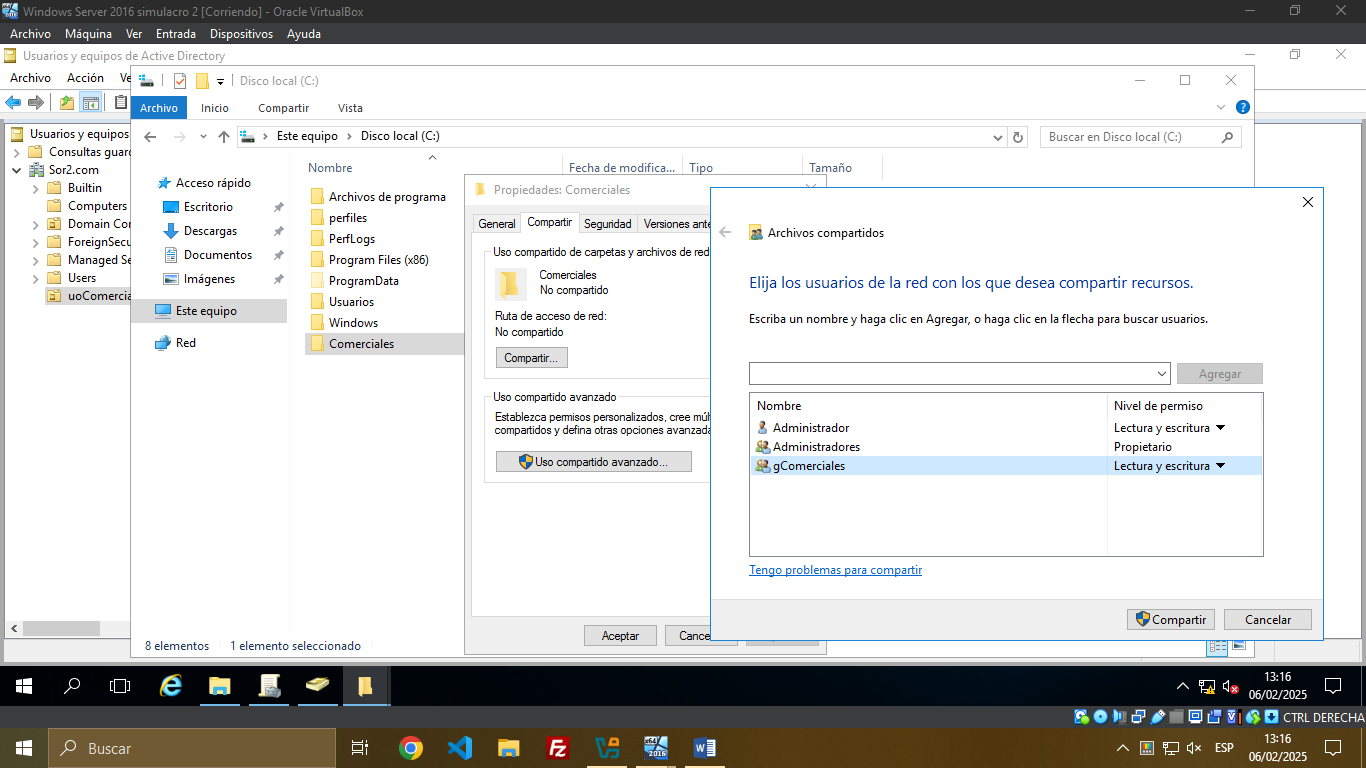 Windows Server 2016 simulacro 2 [Corriendo] - Oracle VirtualBox
Archivo Máquina Ver Entrada Dispositivos Ayuda
Usuarios y equipos de Active Directory
Archivo Acción
Usuarios y equipos
Consultas
Sor2.com
Builtin
Computers
Domain
Managed
Users
Disco local (C:)
Archivo Inicio Compartir Vista
Este equipo Disco local (C:)
Buscar en Disco local (C:)
Acceso rápido
Escritorio
Descargas
Documentos
Imágenes
Este equipo
Red
Nombre Fecha de modifica... Tipo Tamaño
Archivos de programa
perfiles
PerfLogs
Program Files (x86)
ProgramData
Usuarios
Windows
Comerciales
8 elementos 1 elemento seleccionado
Propiedades: Comerciales
General Compartir Seguridad Versiones
Uso compartido de carpetas y archivos de red
Comerciales
No compartido
Ruta de acceso de red:
No compartido
Compartir...
Uso compartido avanzado
Establezca permisos personalizados, cree
compartidos y defina otras opciones
Uso compartido avanzado...
Aceptar
Archivos compartidos
Elija los usuarios de la red con los que desea compartir recursos.
Escriba un nombre y haga clic en Agregar, o haga clic en la flecha para buscar usuarios.
Agregar
Nombre Nivel de permiso
Administrador Lectura y escritura
Administradores Propietario
gComerciales Lectura y escritura
Tengo problemas para compartir
Compartir Cancelar
13:16
06/02/2025
CTRL DERECHA
Buscar
ESP
13:16
06/02/2025